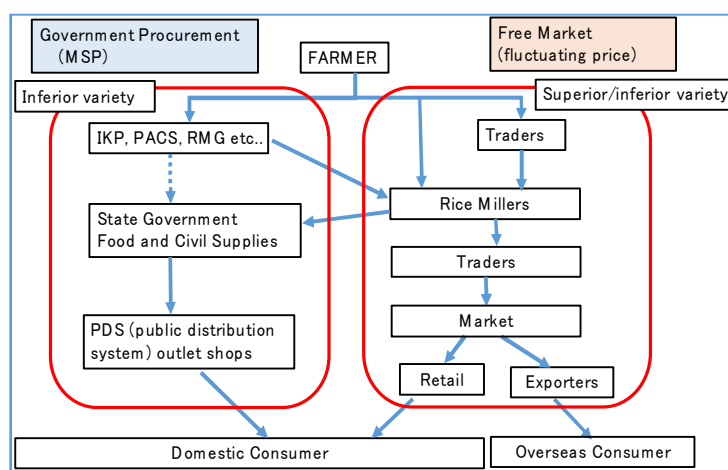 Government Procurement
(MSP)
FARMER
Free Market
(fluctuating price)
Inferior variety
Superior/inferior variety
IKP, PACS, RMG etc..
Traders
State Government
Food and Civil Supplies
Rice Millers
Traders
PDS (public distribution
system) outlet shops
Market
Retail
Exporters
Domestic Consumer
Overseas Consumer